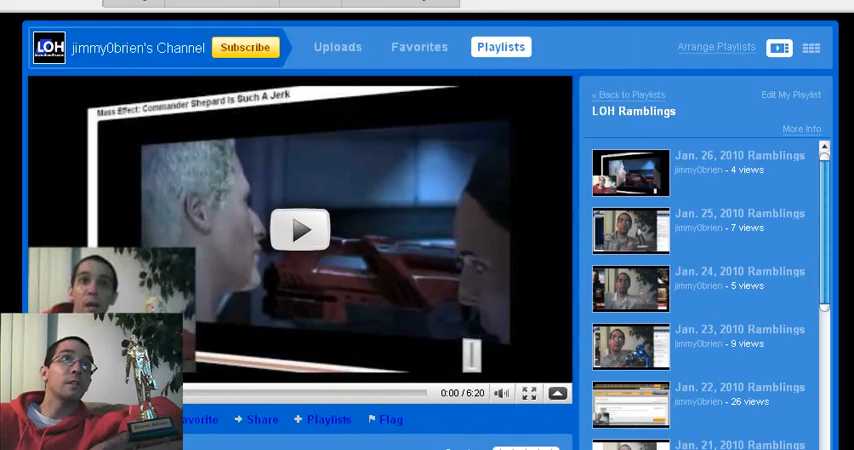 LOH
jimmy0brien's Channel
Subscribe
Uploads
Favorites
Playlists
Arrange Playlists
Mass Effect: Commander Shepard Is Such A Jerk
« Back to Playlists
Edit My Playlist
LOH Ramblings
More Info
Jan. 26, 2010 Ramblings
jimmy0brien - 4 views
Jan. 25, 2010 Ramblings
jimmy0brien - 7 views
Jan. 24, 2010 Ramblings
jimmy0brien - 5 views
Jan. 23, 2010 Ramblings
jimmy0brien - 9 views
Jan. 22, 2010 Ramblings
jimmy0brien - 26 views
Jan. 21, 2010 Ramblings
0:00 / 6:20
avorite
Share
Playlists
Flag